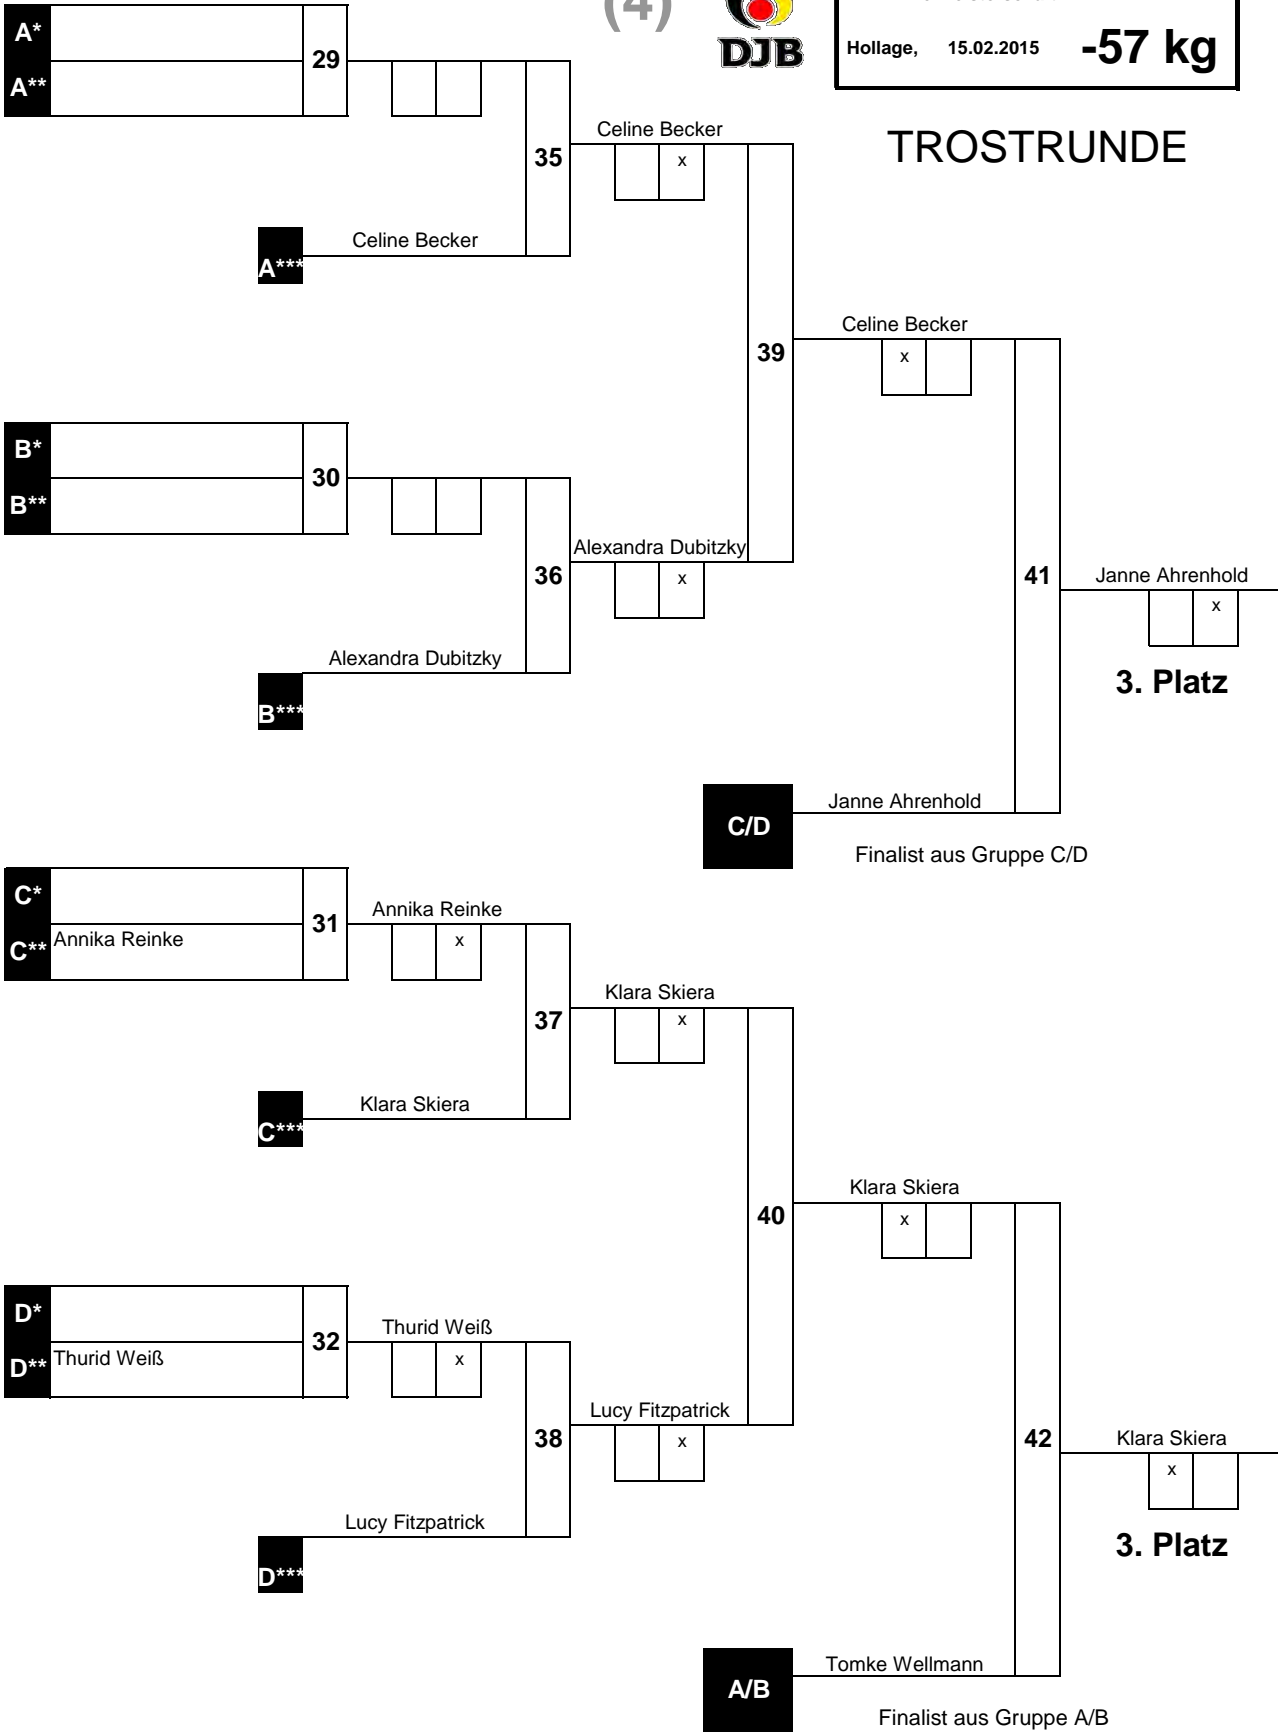 (4)
DJB
Hollage, 15.02.2015 -57 kg
TROSTRUNDE
A*
A**
29
35
Celine Becker
x
A***
Celine Becker
39
Celine Becker
x
B*
B**
30
36
Alexandra Dubitzky
x
B***
Alexandra Dubitzky
41
Janne Ahrenhold
x
3. Platz
C/D
Janne Ahrenhold
Finalist aus Gruppe C/D
C*
C** Annika Reinke
31
Annika Reinke
x
37
Klara Skiera
x
C***
Klara Skiera
40
Klara Skiera
x
D*
D** Thurid Weiß
32
Thurid Weiß
x
38
Lucy Fitzpatrick
x
D***
Lucy Fitzpatrick
42
Klara Skiera
x
3. Platz
A/B
Tomke Wellmann
Finalist aus Gruppe A/B